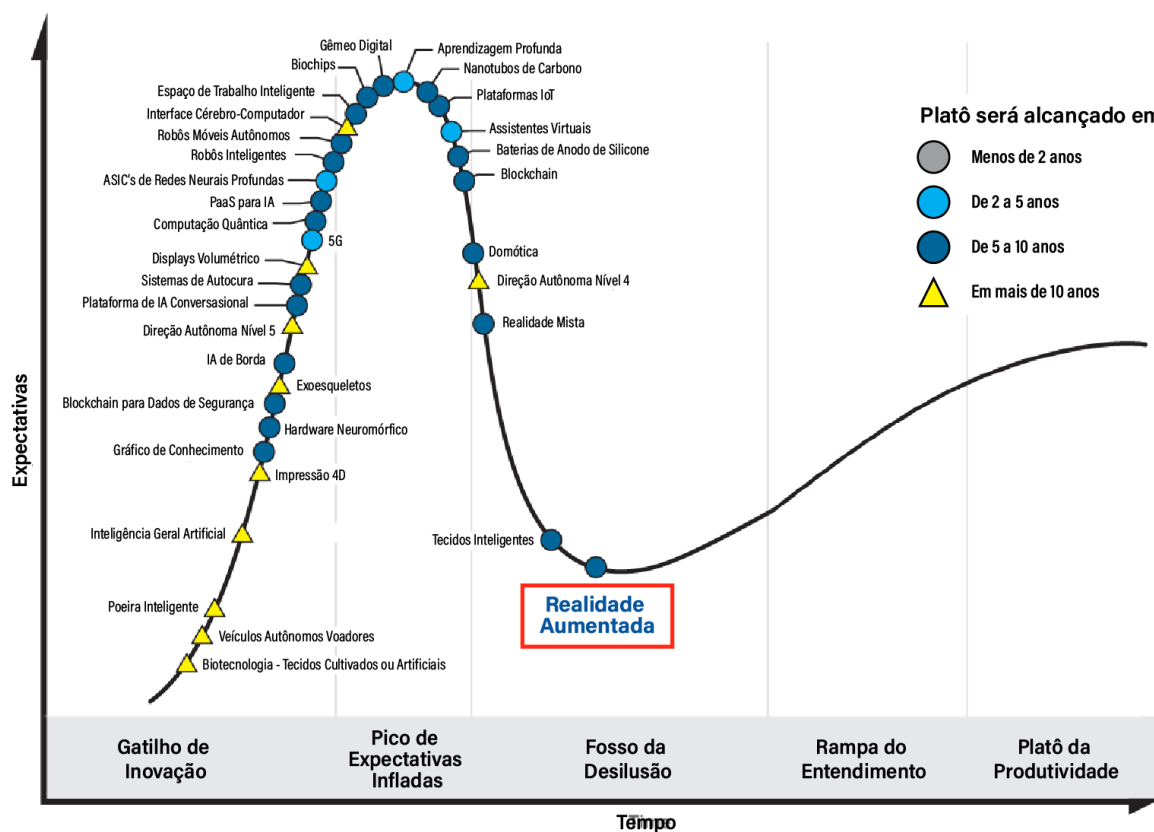 Gêmeo Digital
Aprendizagem Profunda
Biochips
Nanotubos de Carbono
Espaço de Trabalho Inteligente
Plataformas IoT
Interface Cérebro-Computador
Assistentes Virtuais
Robôs Móveis Autônomos
Baterias de Anodo de Silicone
Robôs Inteligentes
Blockchain
ASIC's de Redes Neurais Profundas
PaaS para IA
Computação Quântica
5G
Displays Volumétrico
Domótica
Sistemas de Autocura
Direção Autônoma Nível 4
Plataforma de IA Conversasional
Realidade Mista
Direção Autônoma Nível 5
IA de Borda
Exoesqueletos
Blockchain para Dados de Segurança
Hardware Neuromórfico
Gráfico de Conhecimento
Impressão 4D
Inteligência Geral Artificial
Tecidos Inteligentes
Realidade
Aumentada
Poeira Inteligente
Veículos Autônomos Voadores
Biotecnologia - Tecidos Cultivados ou Artificiais
Platô será alcançado em
Menos de 2 anos
De 2 a 5 anos
De 5 a 10 anos
Em mais de 10 anos
Expectativas
Gatilho de
Inovação
Pico de
Expectativas
Infladas
Fosso da
Desilusão
Rampa do
Entendimento
Platô da
Produtividade
Tempo